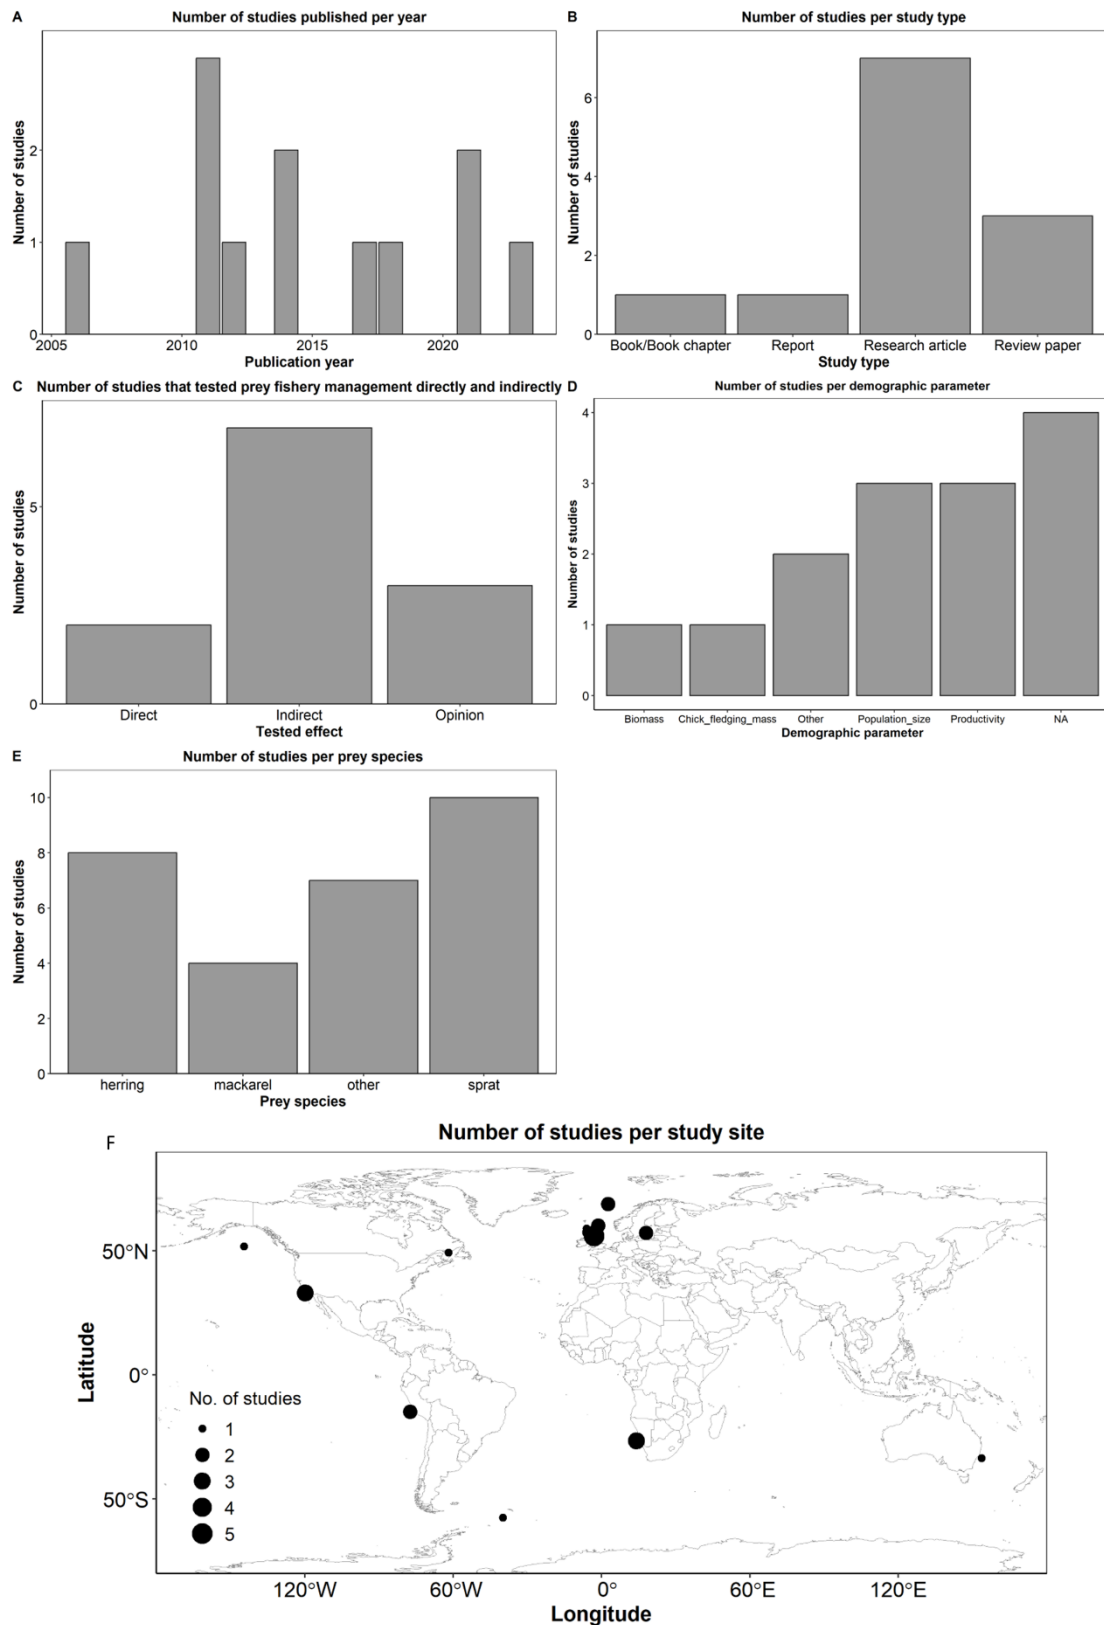 A
Number of studies published per year
Number of studies
2
1
0
2005 2010 2015 2020
Publication year
B
Number of studies per study type
Number of studies
6
4
2
0
Book/Book chapter Report Research article Review paper
Study type
C
Number of studies that tested prey fishery management directly and indirectly
Number of studies
5
0
Direct Indirect Opinion
Tested effect
D
Number of studies per demographic parameter
Number of studies
4
3
2
1
0
Biomass Chick_fledging_mass Other Population_size Productivity NA
Demographic parameter
E
Number of studies per prey species
Number of studies
10
8
6
4
2
0
herring mackarel other sprat
Prey species
F
Number of studies per study site
Latitude
50°N
0°
50°S
No. of studies
1
2
3
4
5
120°W 60°W 0° 60°E 120°E
Longitude